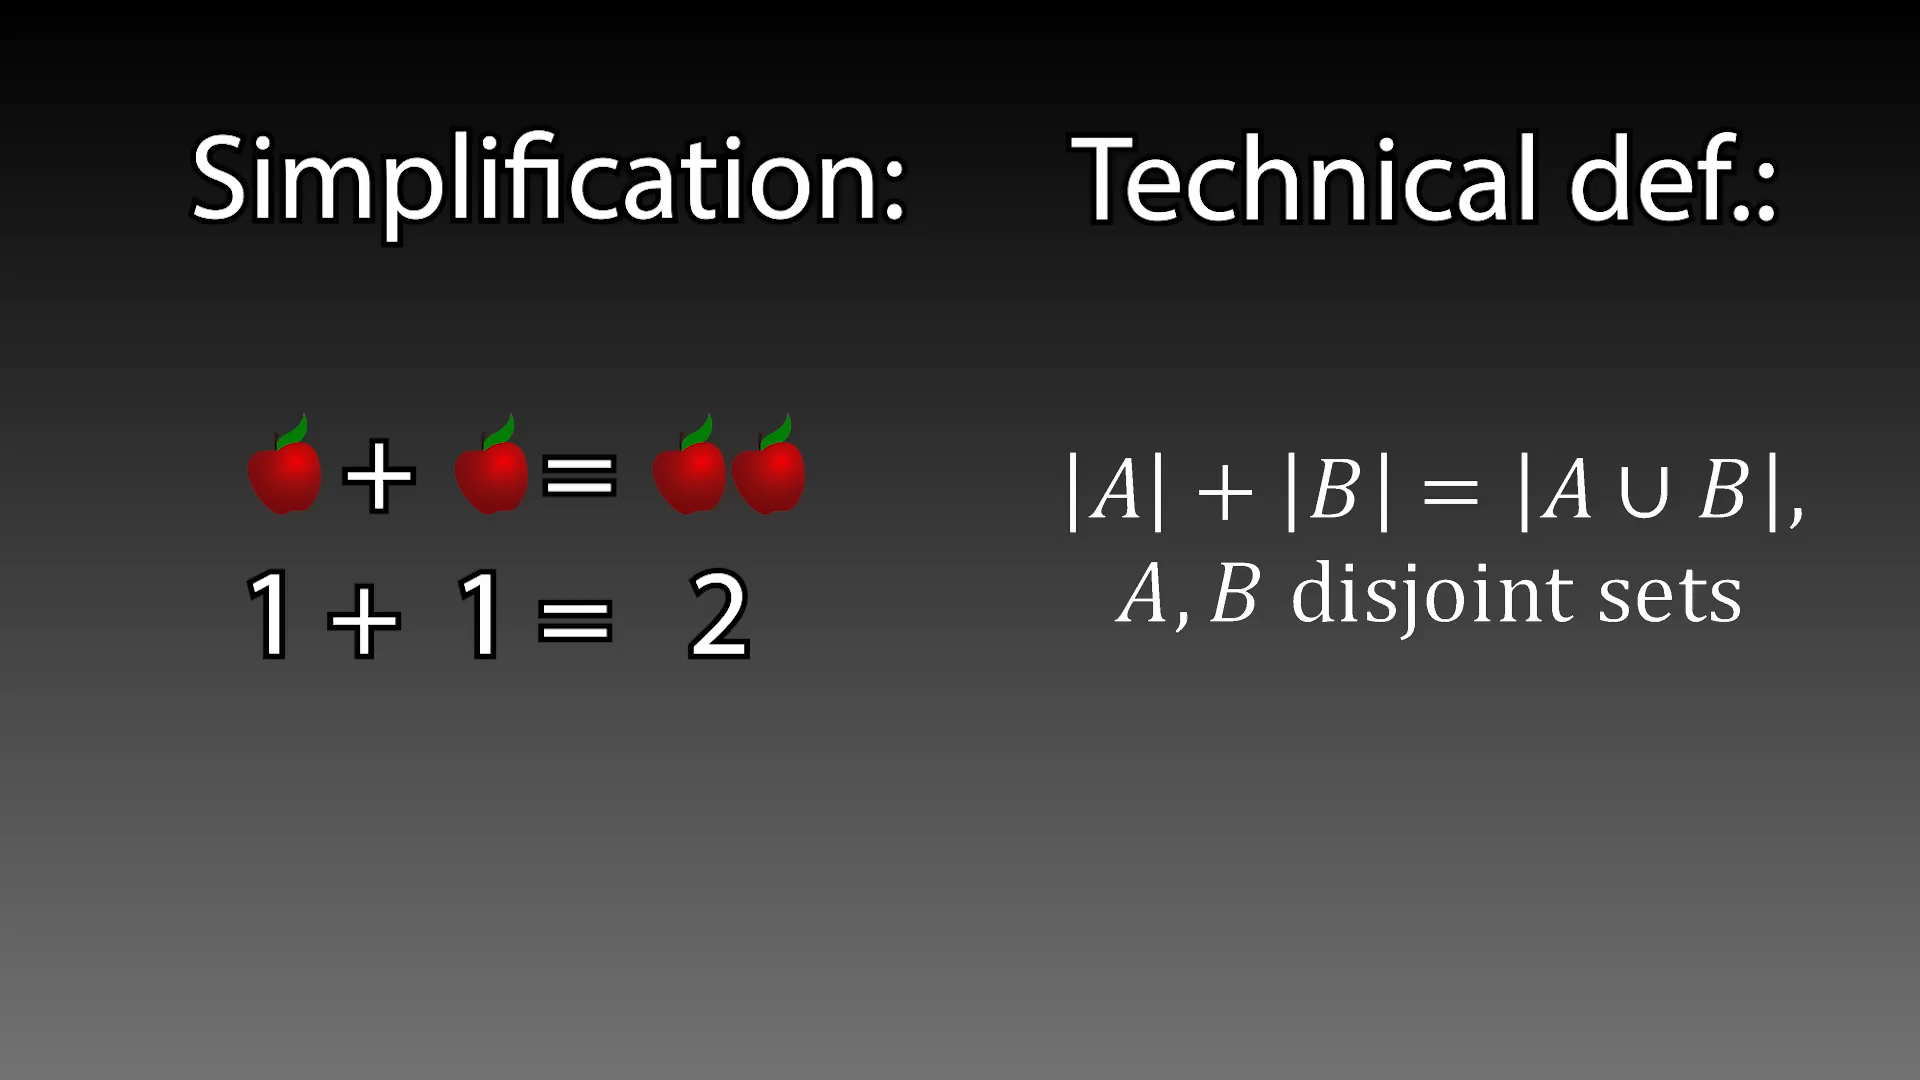 Simplification:
Technical def.:
+ =
1 + 1 = 2
|A| + |B| = |A ∪ B|,
A, B disjoint sets